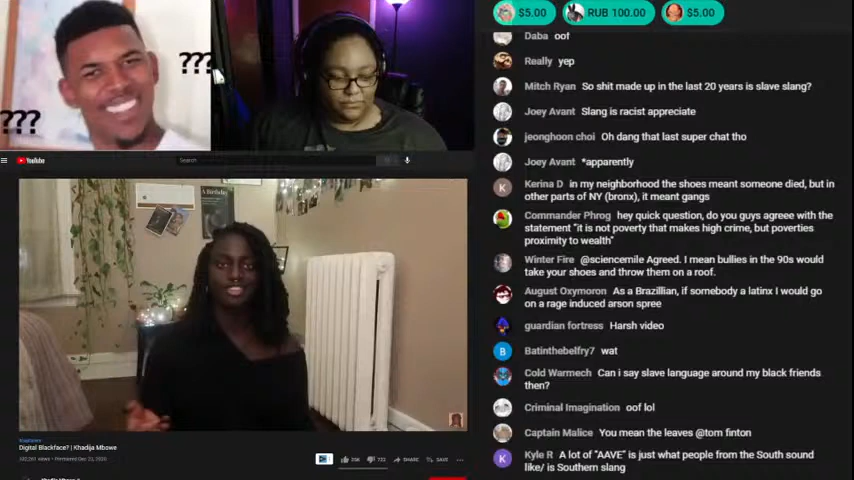 $5.00
RUB 100.00
$5.00
Daba oof
Really yep
Mitch Ryan So shit made up in the last 20 years is slave slang?
Joey Avant Slang is racist appreciate
jeonghoon choi Oh dang that last super chat tho
Joey Avant *apparently
Kerina D in my neighborhood the shoes meant someone died, but in
other parts of NY (bronx), it meant gangs
Commander Phrog hey quick question, do you guys agreee with the
statement "it is not poverty that makes high crime, but poverties
proximity to wealth"
Winter Fire @sciencemile Agreed. I mean bullies in the 90s would
take your shoes and throw them on a roof.
August Oxymoron As a Brazillian, if somebody a latinx I would go
on a rage induced arson spree
guardian fortress Harsh video
Batinthebelfry7 wat
Cold Warmech Can i say slave language around my black friends
then?
Criminal Imagination oof lol
Captain Malice You mean the leaves @tom finton
Kyle R A lot of "AAVE" is just what people from the South sound
like/ is Southern slang
???
???
YouTube
Search
A Birthday
Digital Blackface? | Khadija Mbowe
SHARE
SAVE